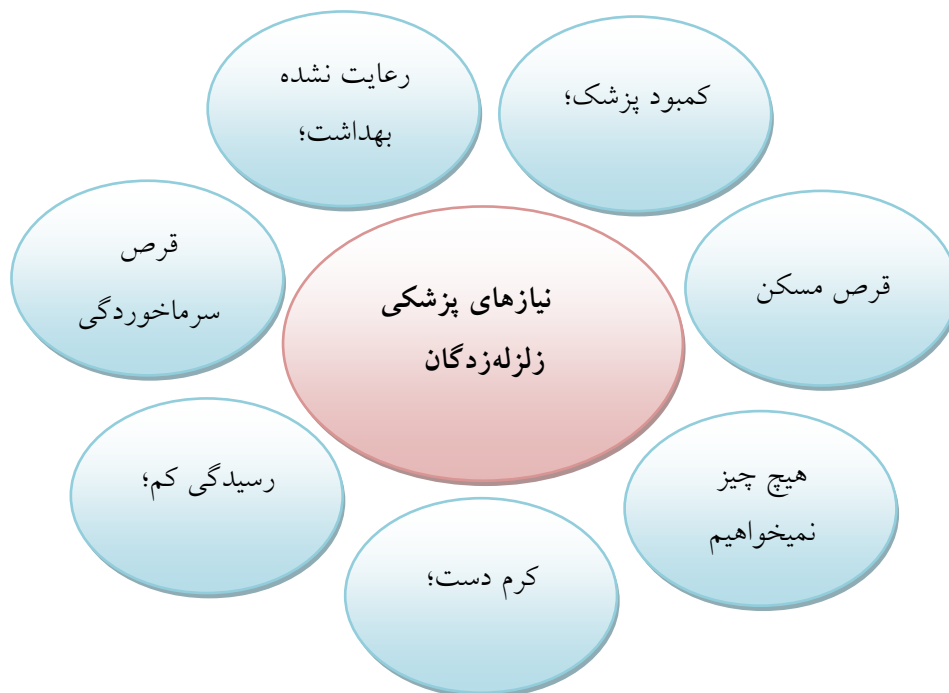 کمبود پزشک؛
رعایت نشده
بهداشت؛
قرص مسکن
قرص
سرماخوردگی
نیازهای پزشکی
زلزله‌زدگان
هیچ چیز
نمیخواهیم
رسیدگی کم؛
کرم دست؛